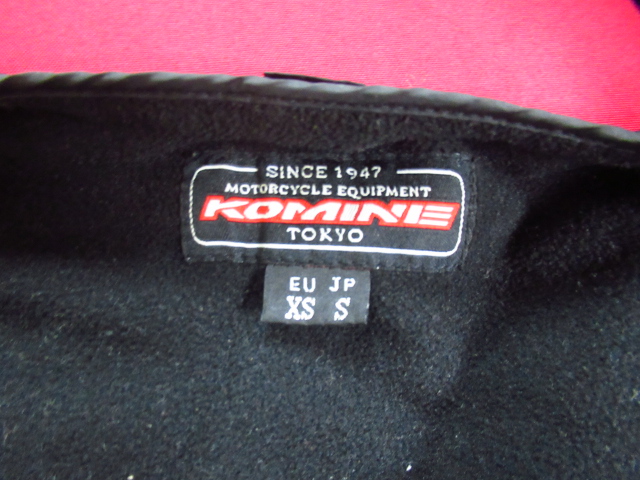 SINCE 1947
MOTORCYCLE EQUIPMENT
KOMINE
TOKYO
EU JP
XS S